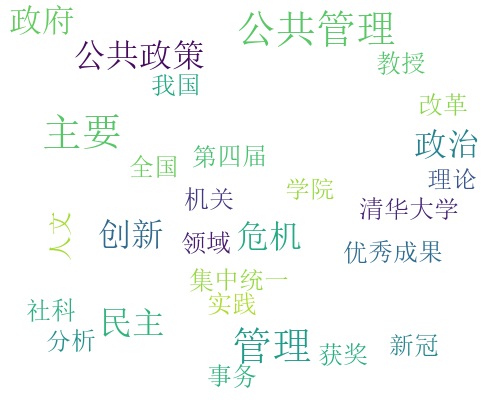 政府
公共管理
公共政策
教授
我国
改革
主要
政治
第四届
全国
理论
学院
机关
清华大学
人文
创新
领域
危机
优秀成果
集中统一
实践
社科
民主
分析
管理
获奖
新冠
事务